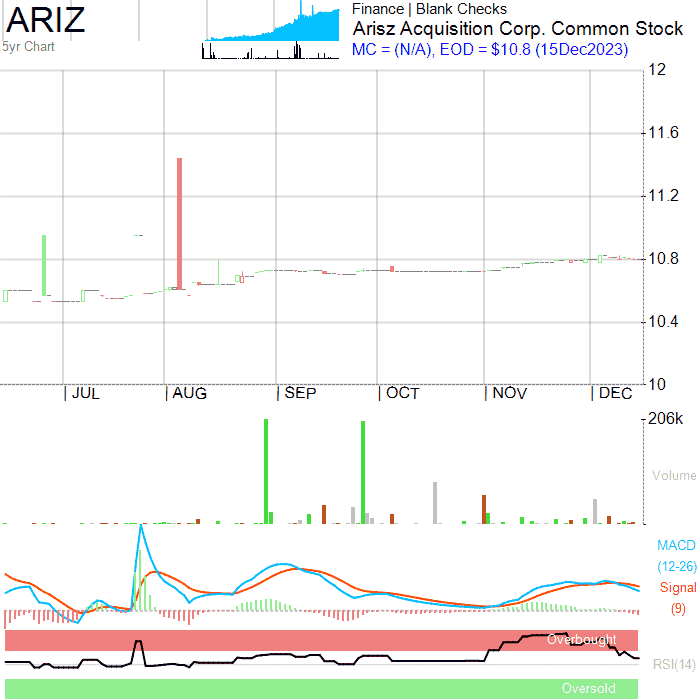 ARIZ
5yr Chart
Finance | Blank Checks
Arisz Acquisition Corp. Common Stock
MC = (N/A), EOD = $10.8 (15Dec2023)
12
11.6
11.2
10.8
10.4
10
| JUL | AUG | SEP | OCT | NOV | DEC
206k
Volume
MACD
(12-26)
Signal
(9)
Overbought
RSI(14)
Oversold